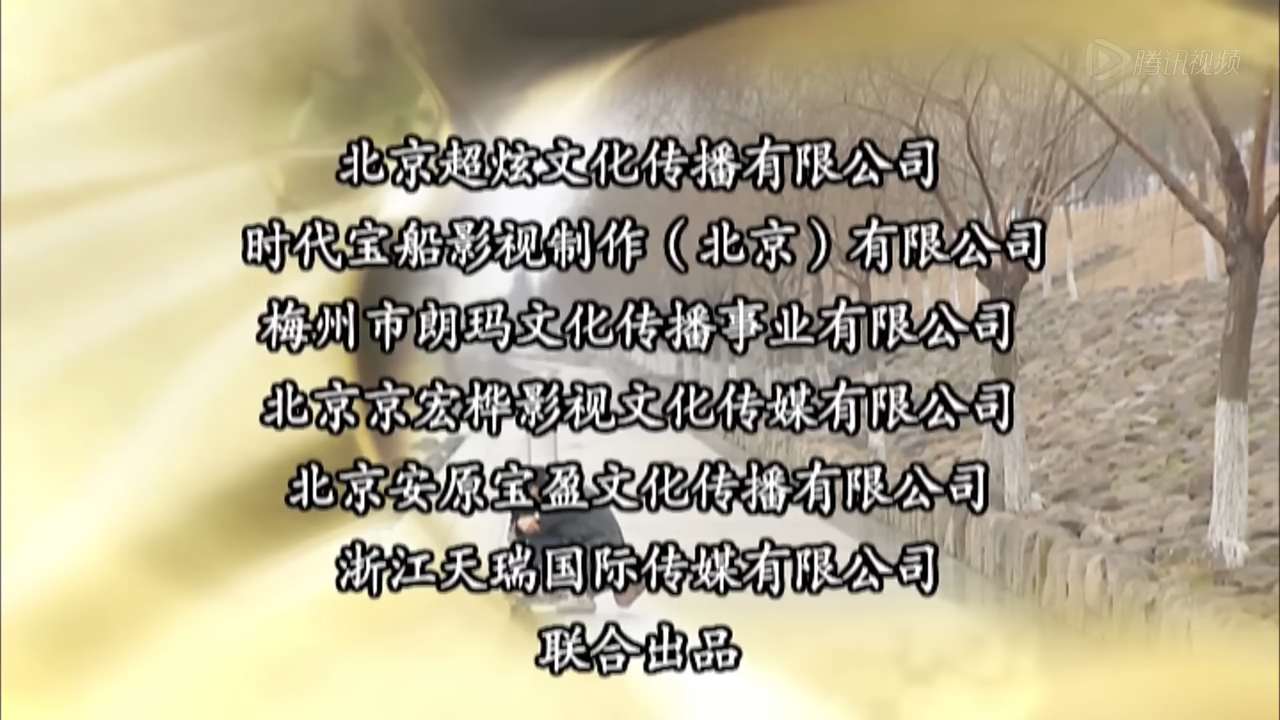 腾讯视频
北京超炫文化传播有限公司
时代宝船影视制作（北京）有限公司
梅州市朗玛文化传播事业有限公司
北京京宏桦影视文化传媒有限公司
北京安原宝盈文化传播有限公司
浙江天瑞国际传媒有限公司
联合出品